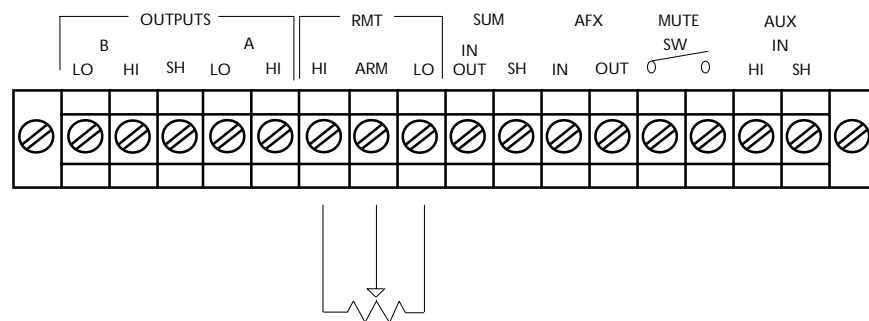 OUTPUTS RMT SUM AFX MUTE AUX
B A IN SW IN
LO HI SH LO HI HI ARM LO OUT SH IN OUT HI SH